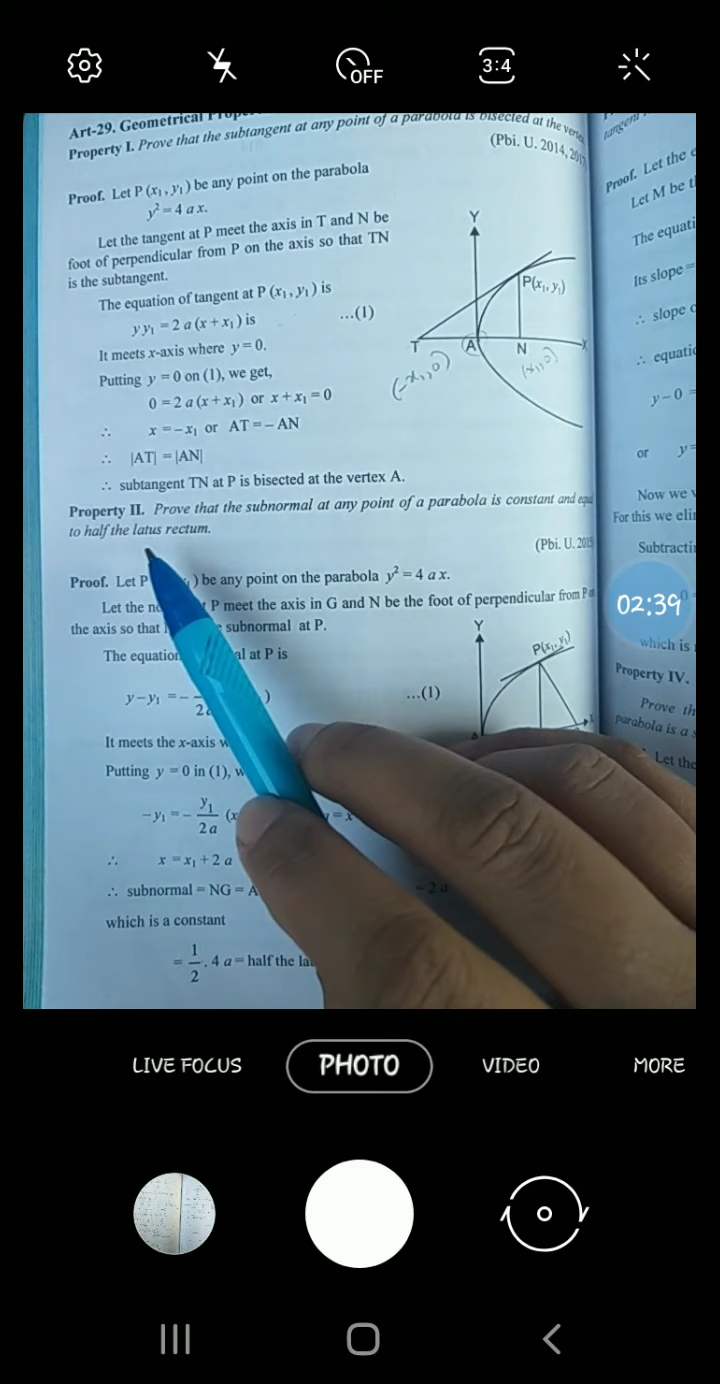 OFF
3:4
Art-29. Geometrical
Property I. Prove that the subtangent at any point of a parabola is bisected at the
(Pbi. U. 2014,
Proof. Let P (x₁, y₁) be any point on the parabola
y² = 4 a x.
Let the tangent at P meet the axis in T and N be
foot of perpendicular from P on the axis so that TN
is the subtangent.
The equation of tangent at P (x₁, y₁) is
y y₁ = 2 a (x + x₁) is ...(1)
It meets x-axis where y = 0.
Putting y = 0 on (1), we get,
0 = 2 a (x + x₁) or x + x₁ = 0
∴ x = – x₁ or AT = – AN
∴ |AT| = |AN|
∴ subtangent TN at P is bisected at the vertex A.
Y
P(x₁, y₁)
T A N X
(-x₁, 0) (x₁, 0)
Property II. Prove that the subnormal at any point of a parabola is constant and
to half the latus rectum.
(Pbi. U.
Proof. Let P ) be any point on the parabola y² = 4 a x.
Let the P meet the axis in G and N be the foot of perpendicular from P
the axis so that subnormal at P.
The equation at P is
y – y₁ = – ) ...(1)
Y
P(x₁, y₁)
It meets the x-axis
Putting y = 0 in (1),
– y₁ = – y₁/2a (x
∴ x = x₁ + 2 a
∴ subnormal = NG = = 2 a
which is a constant
= 1/2 . 4 a = half the
tangent
Proof. Let the
Let M be
The
Its slope =
∴ slope
∴
y – 0 =
or y =
Now we
For this we
02:39
which is
Property IV.
Prove
parabola is a
Let the
LIVE FOCUS
PHOTO
VIDEO
MORE